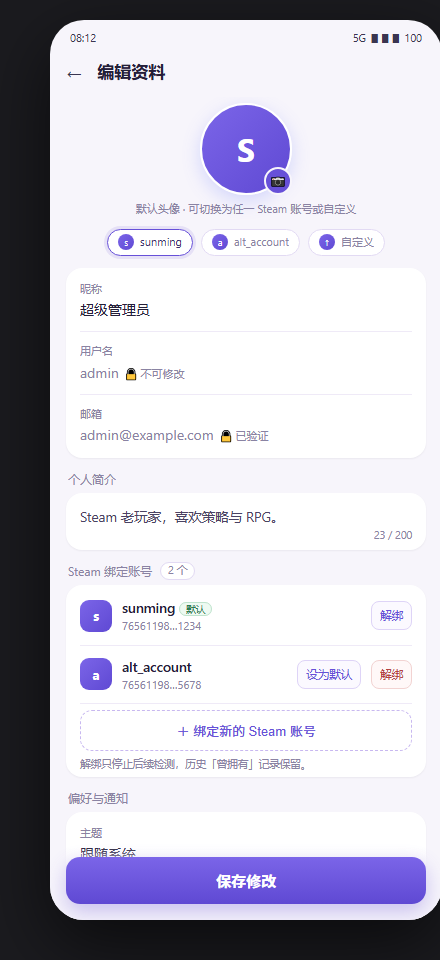 08:12
5G 100
← 编辑资料
S
默认头像 · 可切换为任一 Steam 账号或自定义
s sunming a alt_account ↑ 自定义
昵称
超级管理员
用户名
admin 🔒 不可修改
邮箱
admin@example.com 🔒 已验证
个人简介
Steam 老玩家，喜欢策略与 RPG。
23 / 200
Steam 绑定账号 2 个
s sunming 默认
76561198...1234
解绑
a alt_account
76561198...5678
设为默认 解绑
＋ 绑定新的 Steam 账号
解绑只停止后续检测，历史「曾拥有」记录保留。
偏好与通知
主题
跟随系统
保存修改